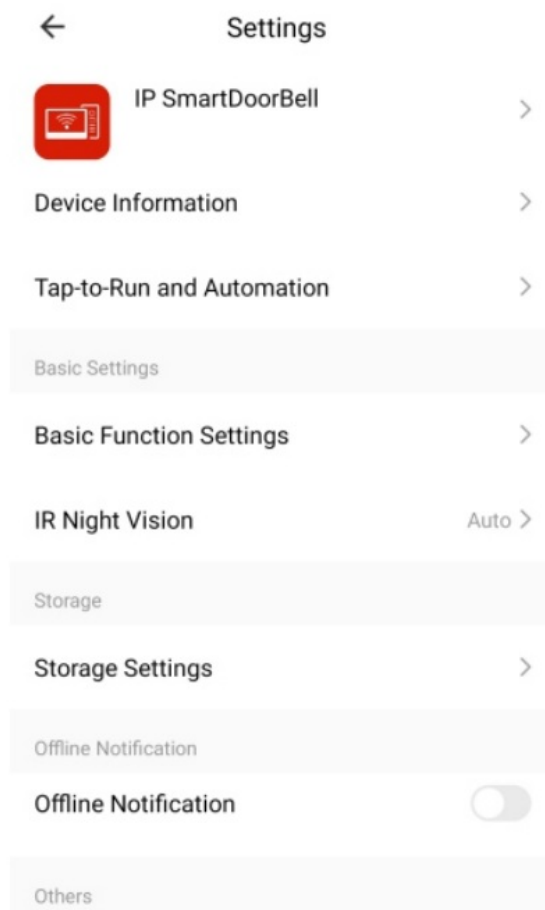 Settings
IP SmartDoorBell
Device Information
Tap-to-Run and Automation
Basic Settings
Basic Function Settings
IR Night Vision
Auto
Storage
Storage Settings
Offline Notification
Offline Notification
Others